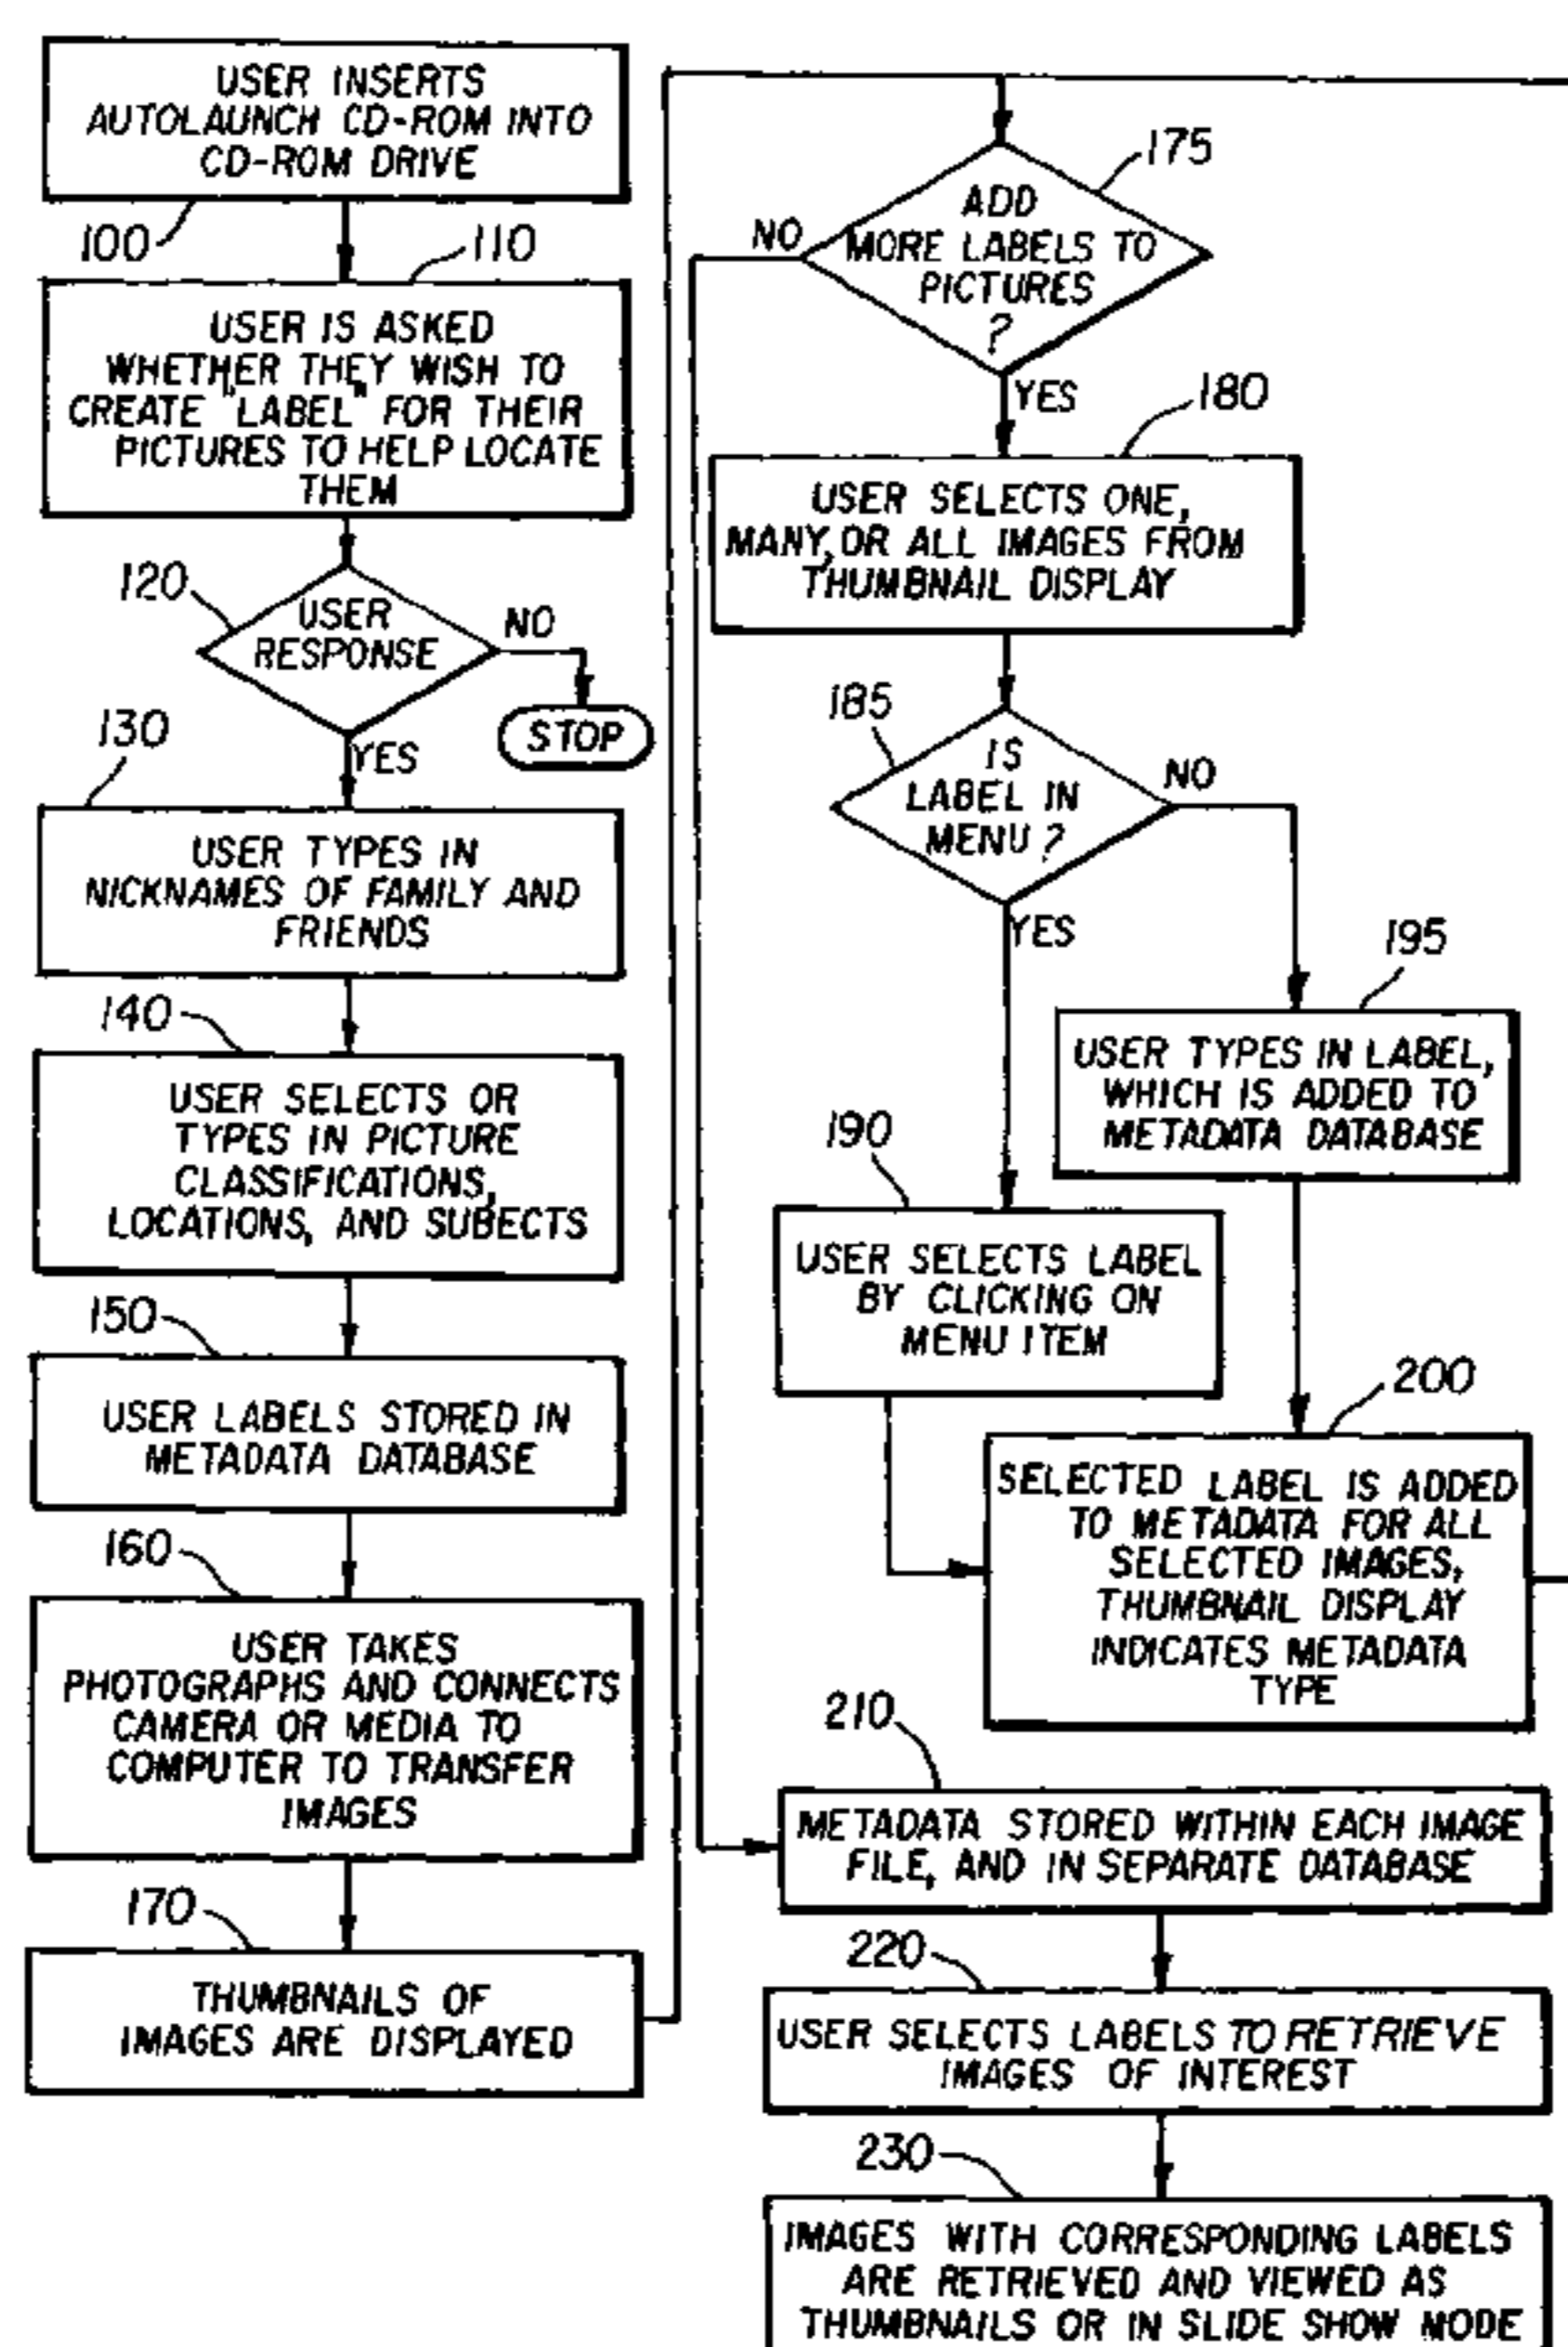 USER INSERTS
AUTOLAUNCH CD-ROM INTO
CD-ROM DRIVE
100
110
USER IS ASKED
WHETHER THEY WISH TO
CREATE "LABEL" FOR THEIR
PICTURES TO HELP LOCATE
THEM
120
USER
RESPONSE
NO
STOP
YES
130
USER TYPES IN
NICKNAMES OF FAMILY AND
FRIENDS
140
USER SELECTS OR
TYPES IN PICTURE
CLASSIFICATIONS,
LOCATIONS, AND SUBECTS
150
USER LABELS STORED IN
METADATA DATABASE
160
USER TAKES
PHOTOGRAPHS AND CONNECTS
CAMERA OR MEDIA TO
COMPUTER TO TRANSFER
IMAGES
170
THUMBNAILS OF
IMAGES ARE DISPLAYED
175
ADD
MORE LABELS TO
PICTURES
?
NO
YES
180
USER SELECTS ONE,
MANY, OR ALL IMAGES FROM
THUMBNAIL DISPLAY
185
IS
LABEL IN
MENU ?
NO
YES
195
USER TYPES IN LABEL,
WHICH IS ADDED TO
METADATA DATABASE
190
USER SELECTS LABEL
BY CLICKING ON
MENU ITEM
200
SELECTED LABEL IS ADDED
TO METADATA FOR ALL
SELECTED IMAGES,
THUMBNAIL DISPLAY
INDICATES METADATA
TYPE
210
METADATA STORED WITHIN EACH IMAGE
FILE, AND IN SEPARATE DATABASE
220
USER SELECTS LABELS TO RETRIEVE
IMAGES OF INTEREST
230
IMAGES WITH CORRESPONDING LABELS
ARE RETRIEVED AND VIEWED AS
THUMBNAILS OR IN SLIDE SHOW MODE